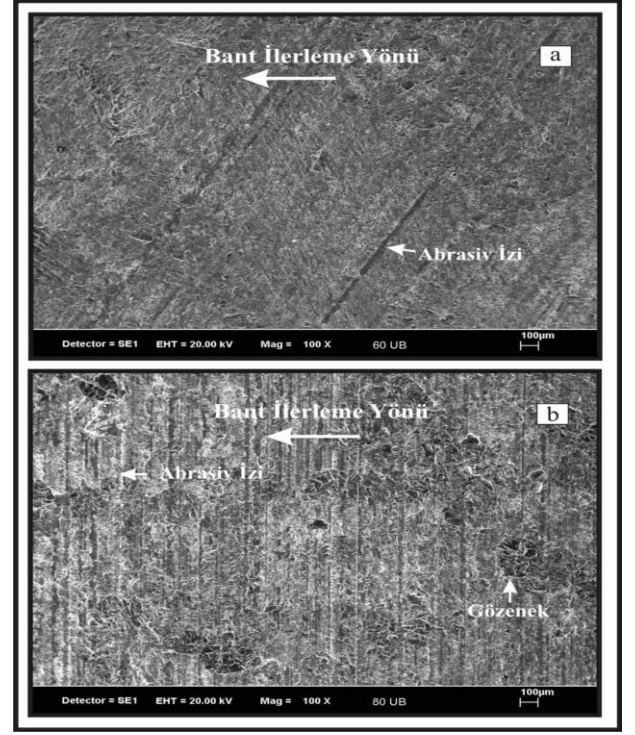 Bant İlerleme Yönü
a
Abrasiv İzi
Detector = SE1 EHT = 20.00 kV Mag = 100 X 60 UB 100µm
Bant İlerleme Yönü
b
Abrasiv İzi
Gözenek
Detector = SE1 EHT = 20.00 kV Mag = 100 X 80 UB 100µm